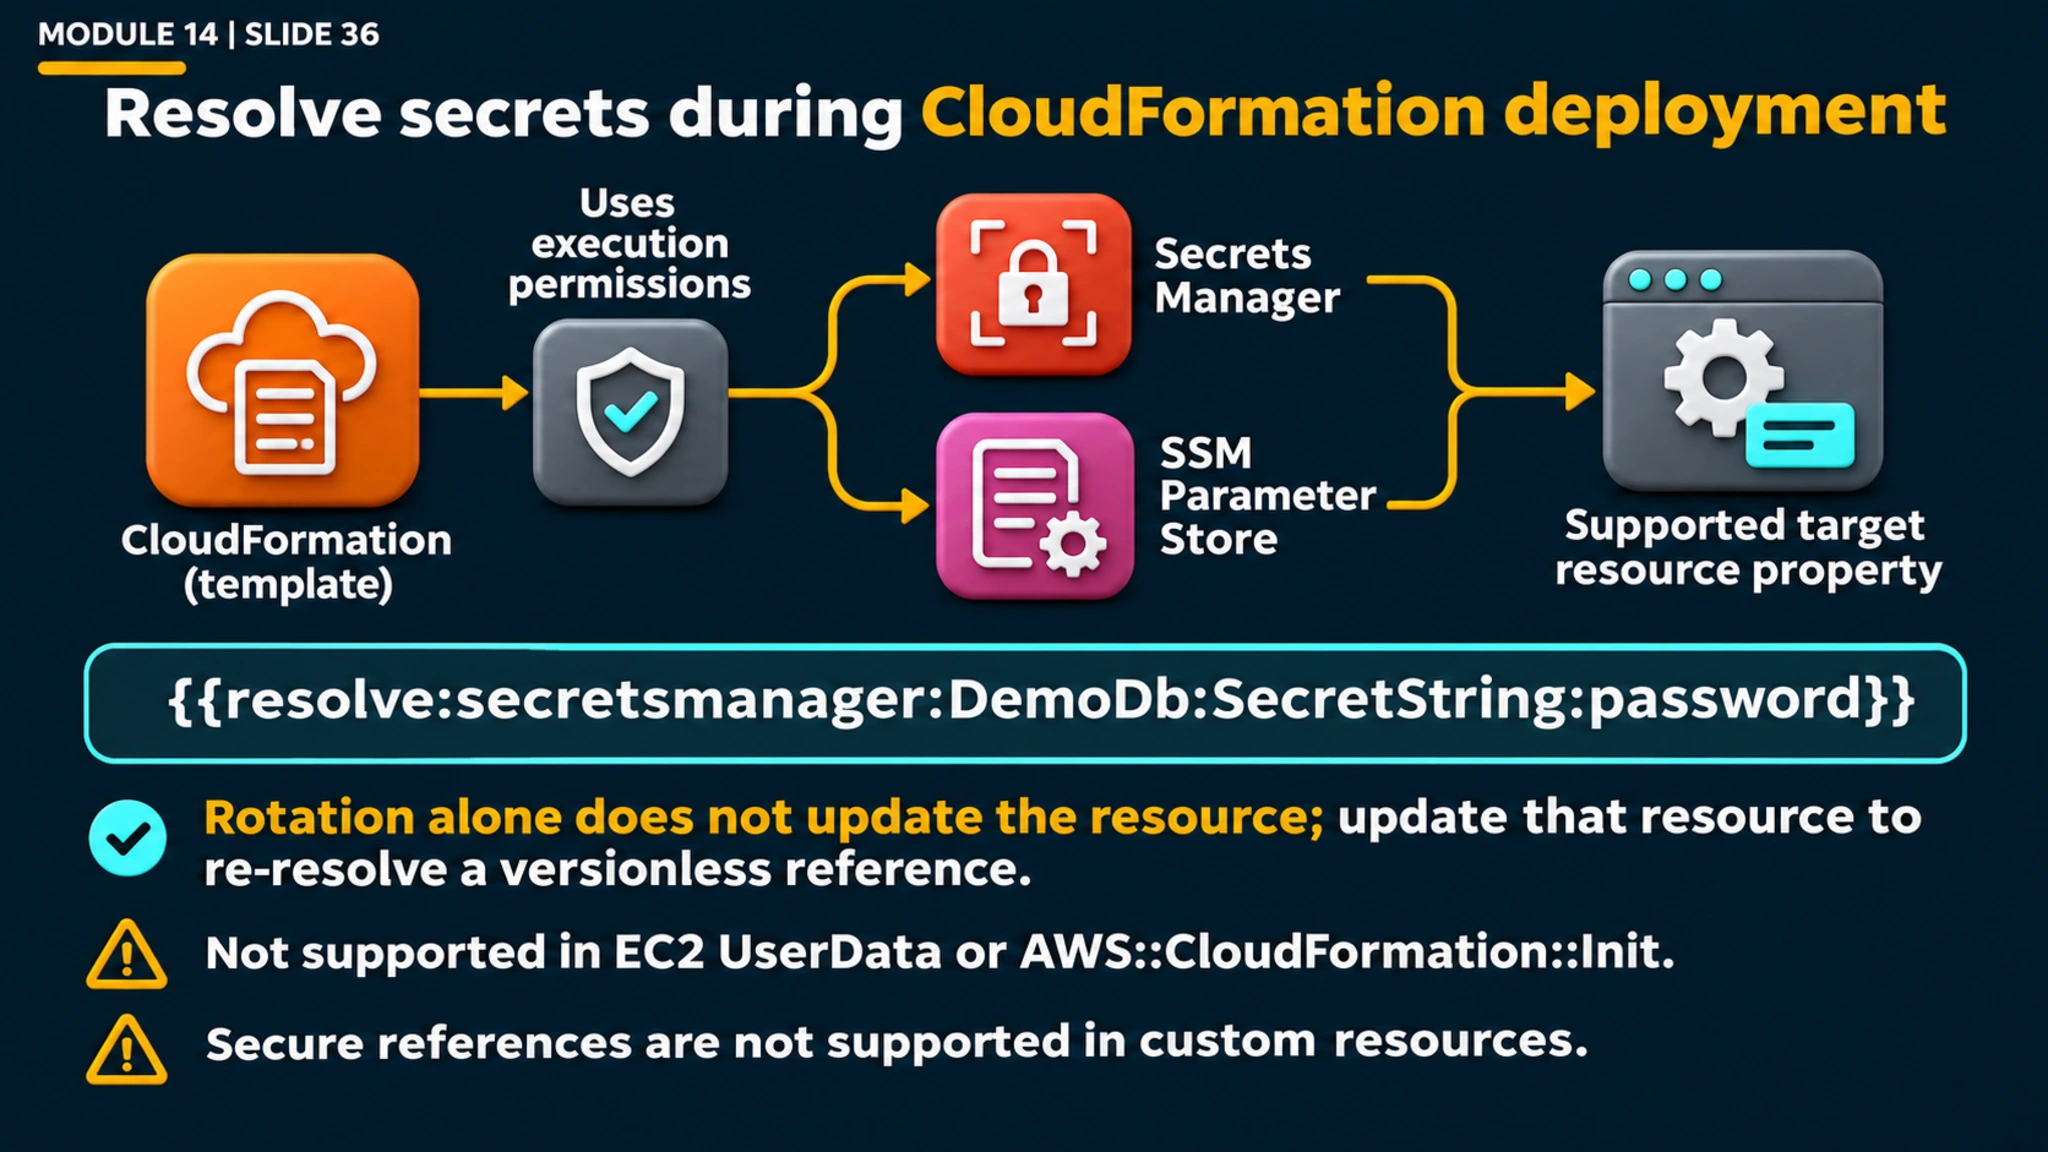 MODULE 14 | SLIDE 36
Resolve secrets during CloudFormation deployment
Uses
execution
permissions
CloudFormation
(template)
Secrets
Manager
SSM
Parameter
Store
Supported target
resource property
{{resolve:secretsmanager:DemoDb:SecretString:password}}
Rotation alone does not update the resource; update that resource to
re-resolve a versionless reference.
Not supported in EC2 UserData or AWS::CloudFormation::Init.
Secure references are not supported in custom resources.